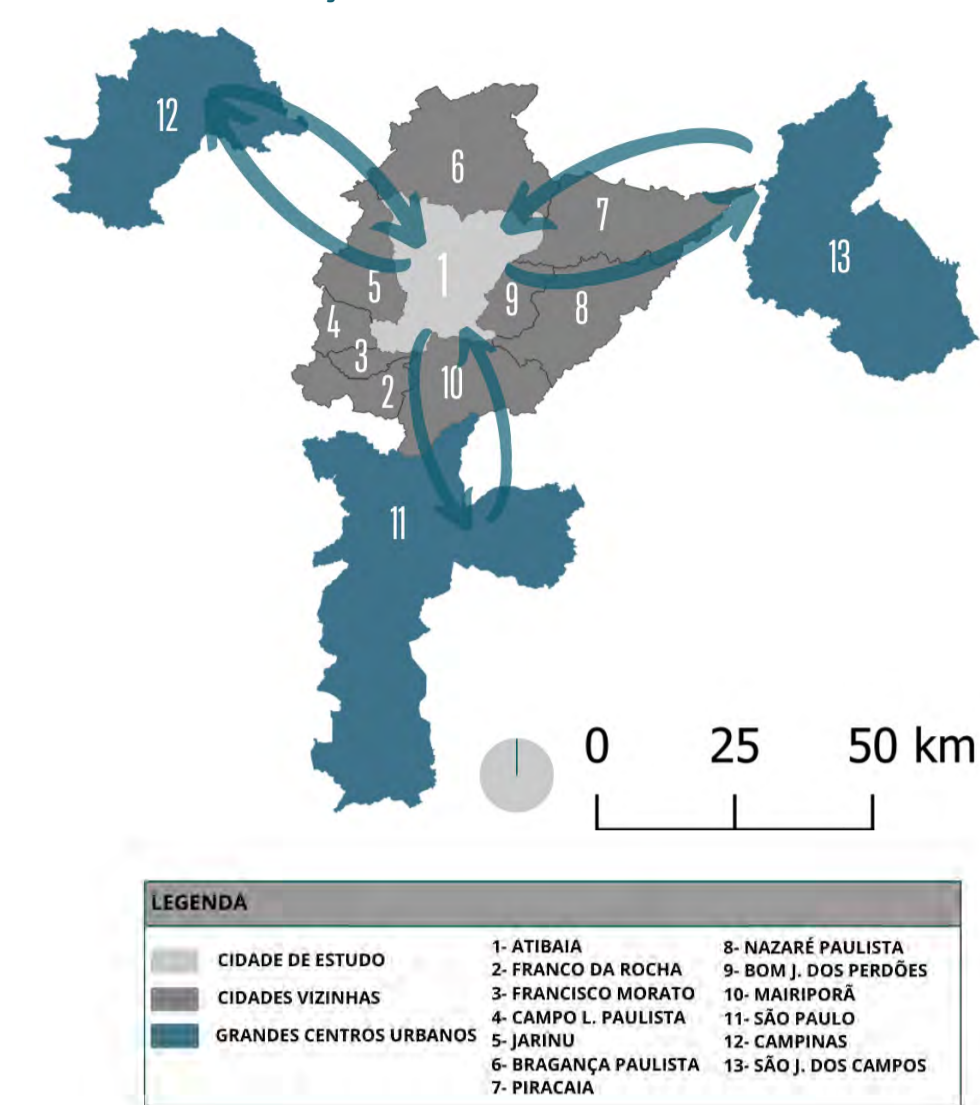 12
6
7
13
5
1
9
8
4
3
2
10
11
0 25 50 km
LEGENDA
CIDADE DE ESTUDO
CIDADES VIZINHAS
GRANDES CENTROS URBANOS
1- ATIBAIA
2- FRANCO DA ROCHA
3- FRANCISCO MORATO
4- CAMPO L. PAULISTA
5- JARINU
6- BRAGANÇA PAULISTA
7- PIRACAIA
8- NAZARÉ PAULISTA
9- BOM J. DOS PERDÕES
10- MAIRIPORÃ
11- SÃO PAULO
12- CAMPINAS
13- SÃO J. DOS CAMPOS